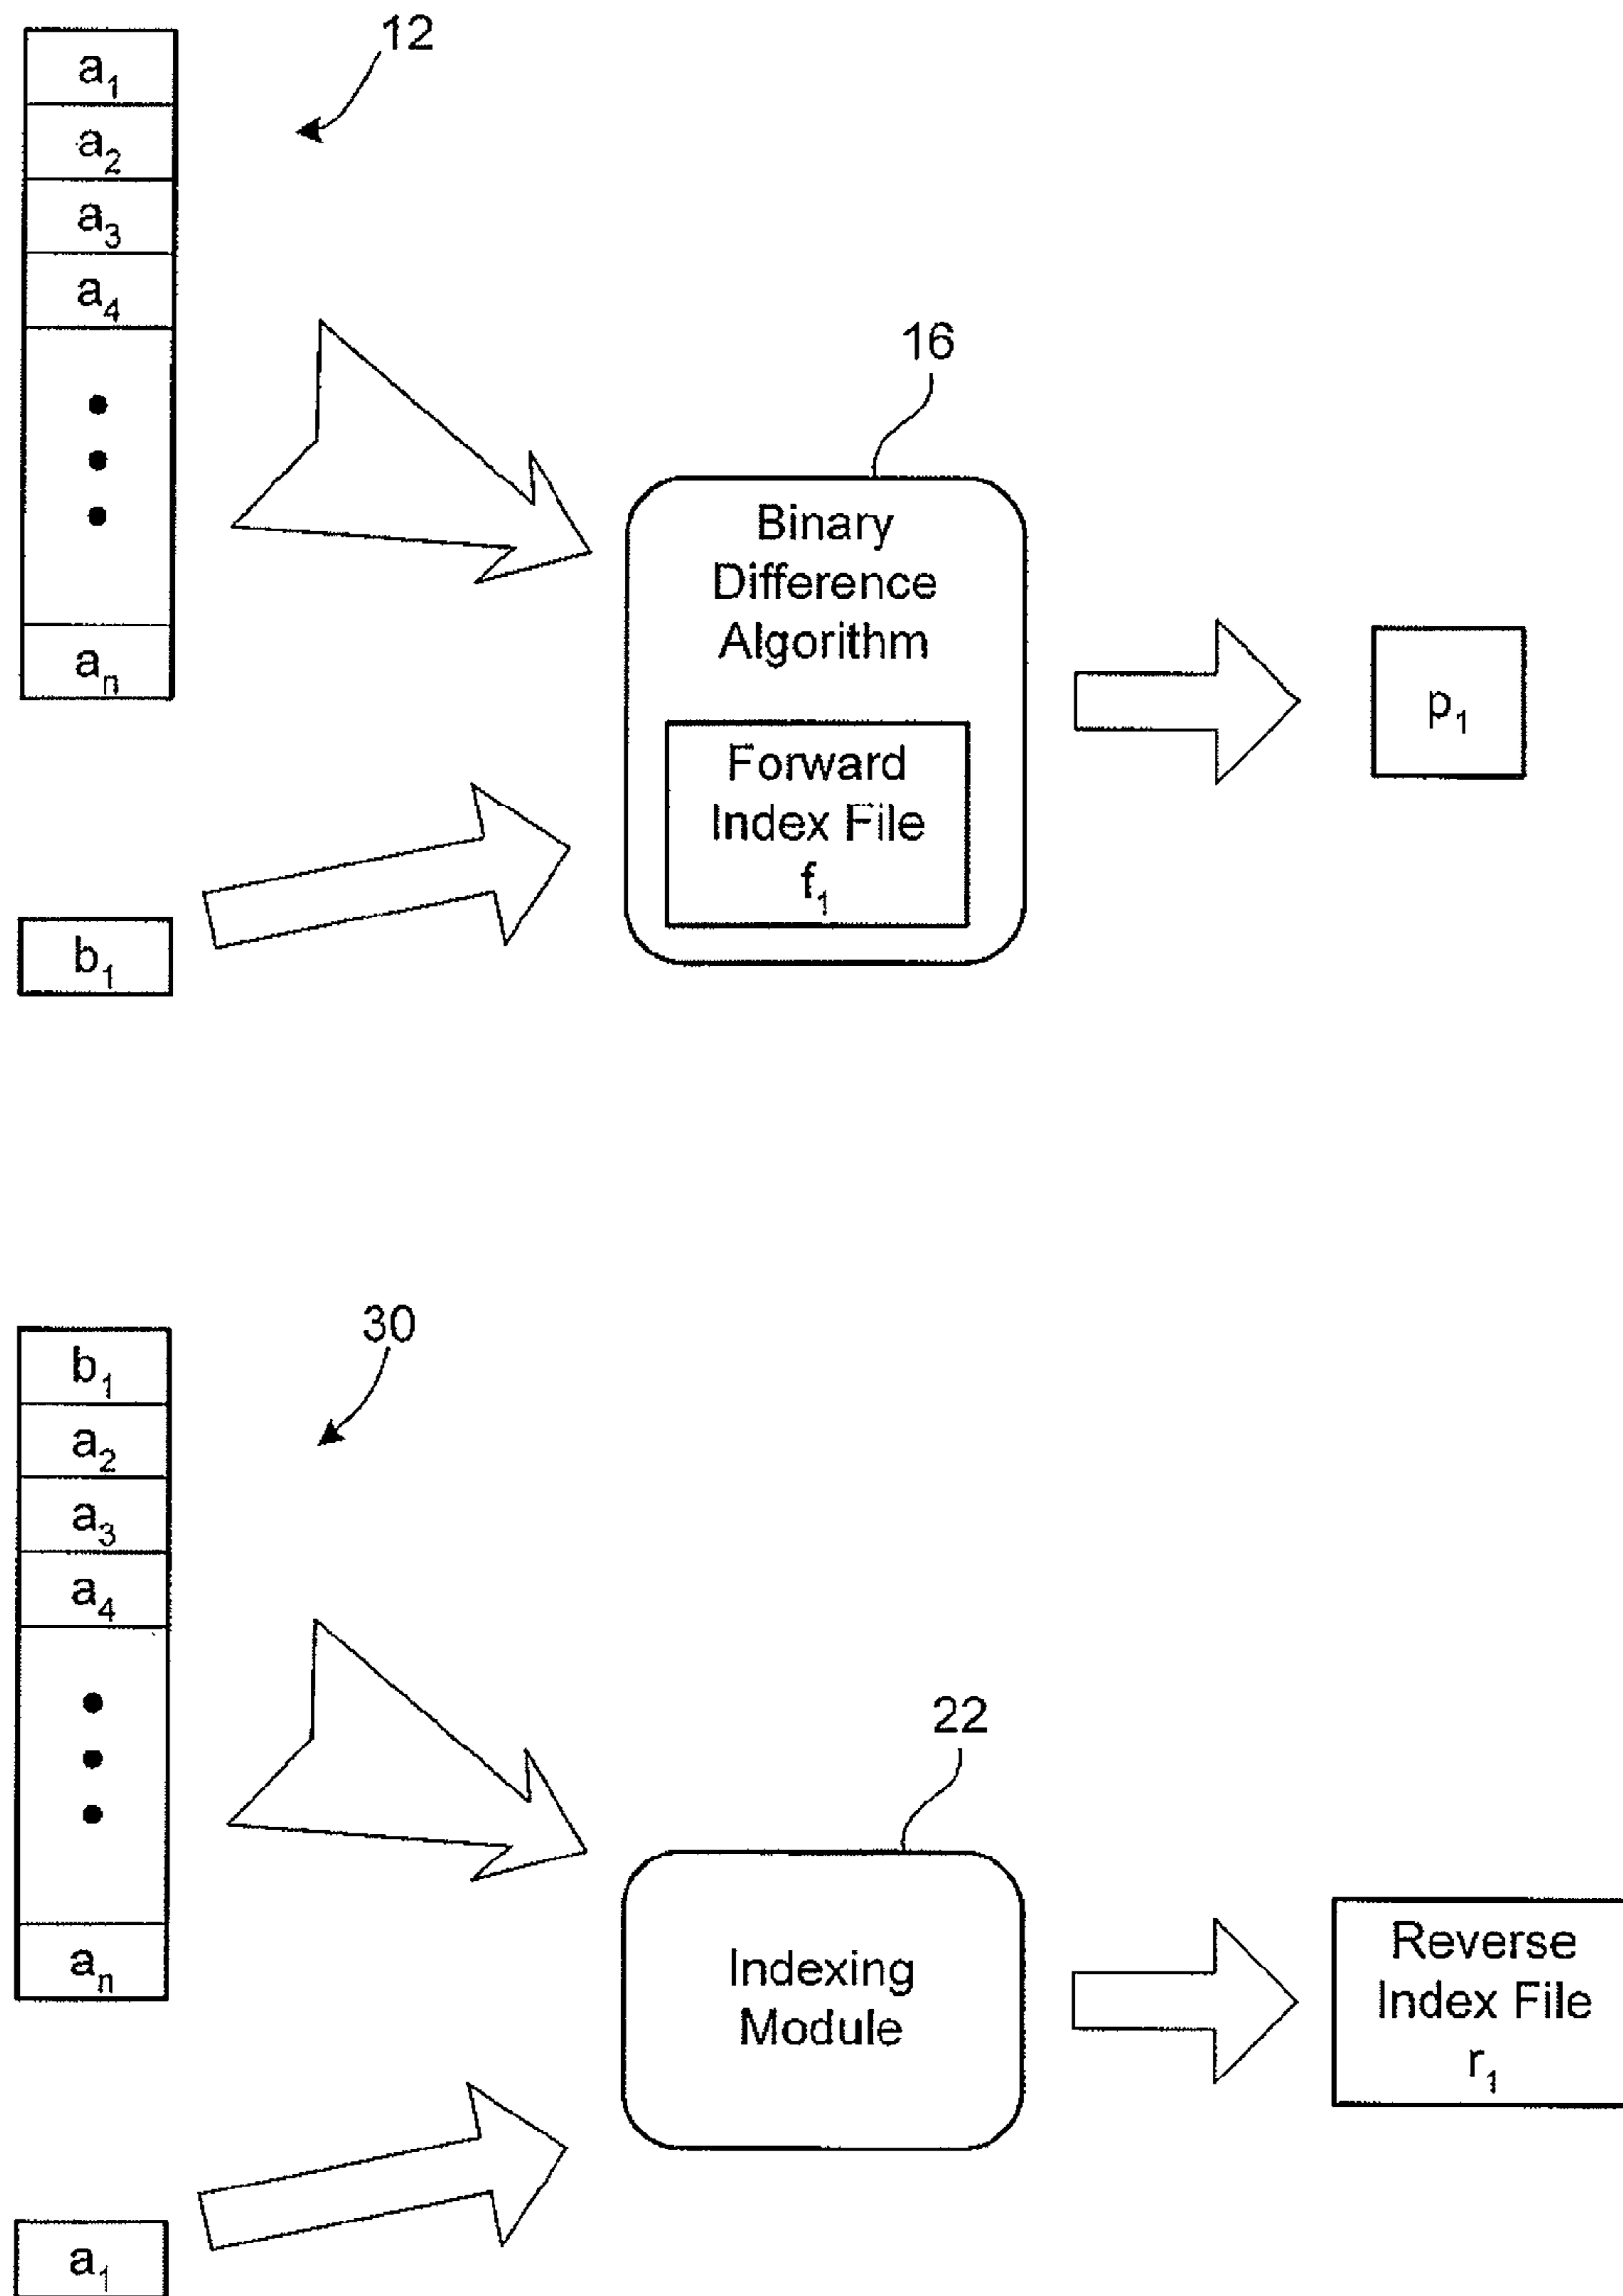 12
a₁
a₂
a₃
a₄
aₙ
16
Binary
Difference
Algorithm
Forward
Index File
f₁
p₁
b₁
30
b₁
a₂
a₃
a₄
aₙ
22
Indexing
Module
Reverse
Index File
r₁
a₁